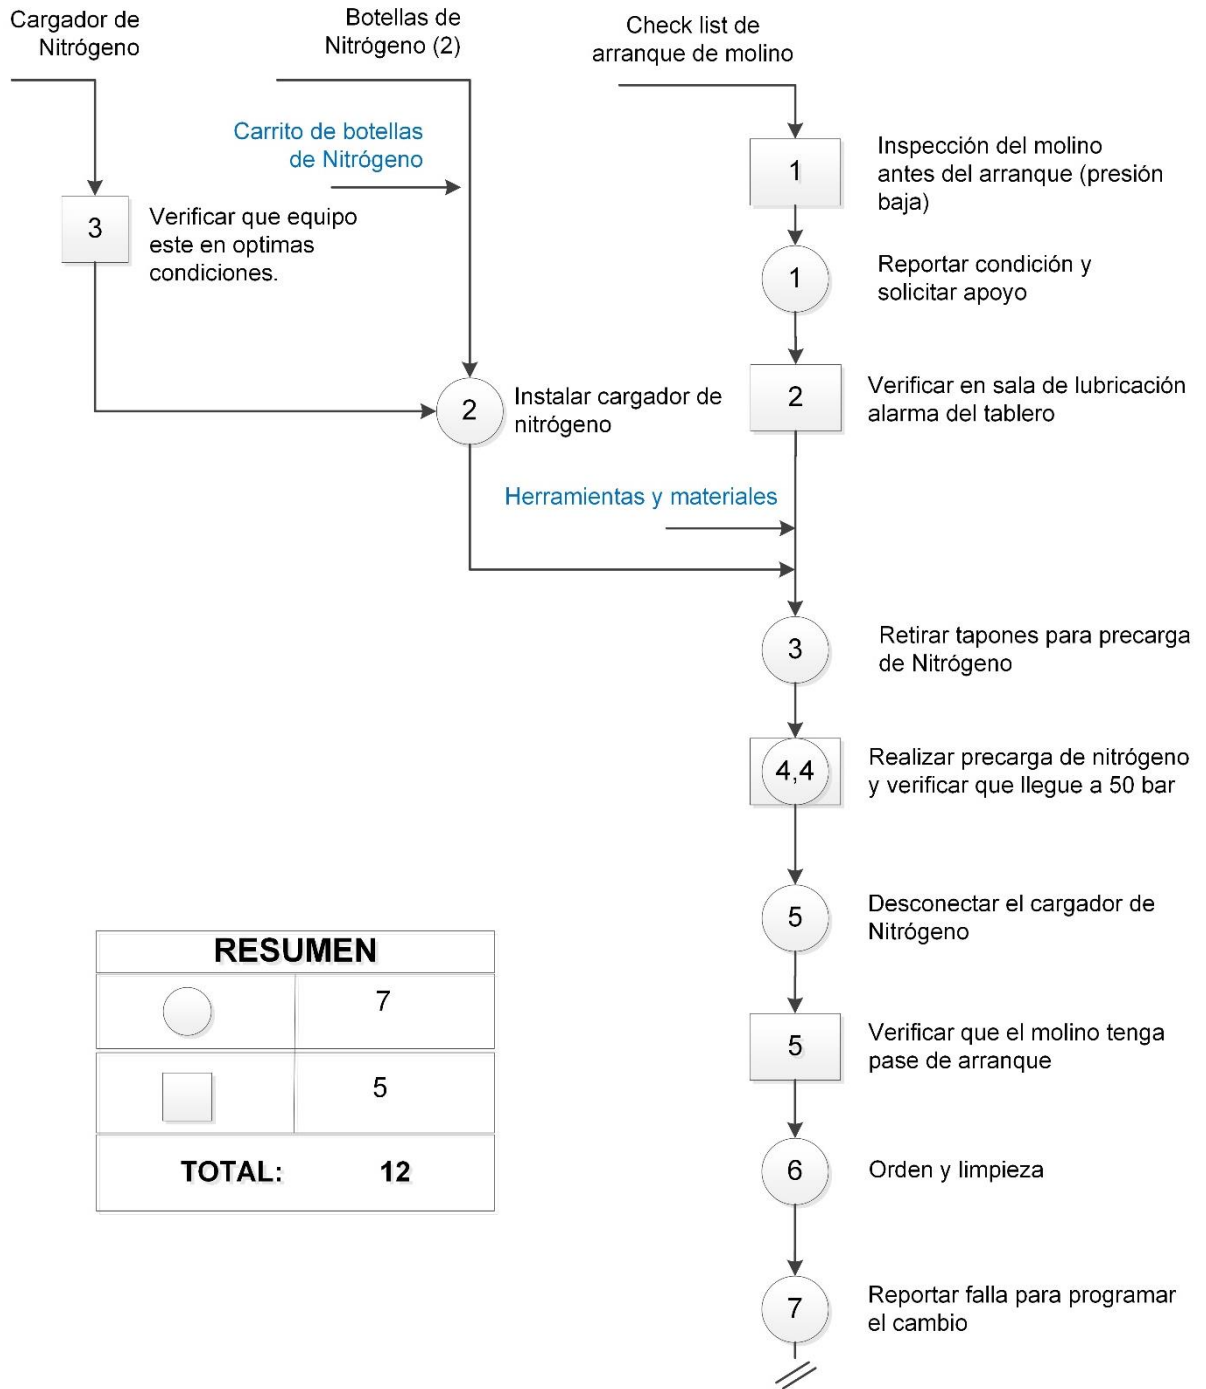 Cargador de
Nitrógeno
Botellas de
Nitrógeno (2)
Check list de
arranque de molino
Carrito de botellas
de Nitrógeno
1
Inspección del molino
antes del arranque (presión
baja)
3
Verificar que equipo
este en optimas
condiciones.
1
Reportar condición y
solicitar apoyo
2
Instalar cargador de
nitrógeno
2
Verificar en sala de lubricación
alarma del tablero
Herramientas y materiales
3
Retirar tapones para precarga
de Nitrógeno
4,4
Realizar precarga de nitrógeno
y verificar que llegue a 50 bar
5
Desconectar el cargador de
Nitrógeno
5
Verificar que el molino tenga
pase de arranque
6
Orden y limpieza
7
Reportar falla para programar
el cambio
RESUMEN
7
5
TOTAL: 12